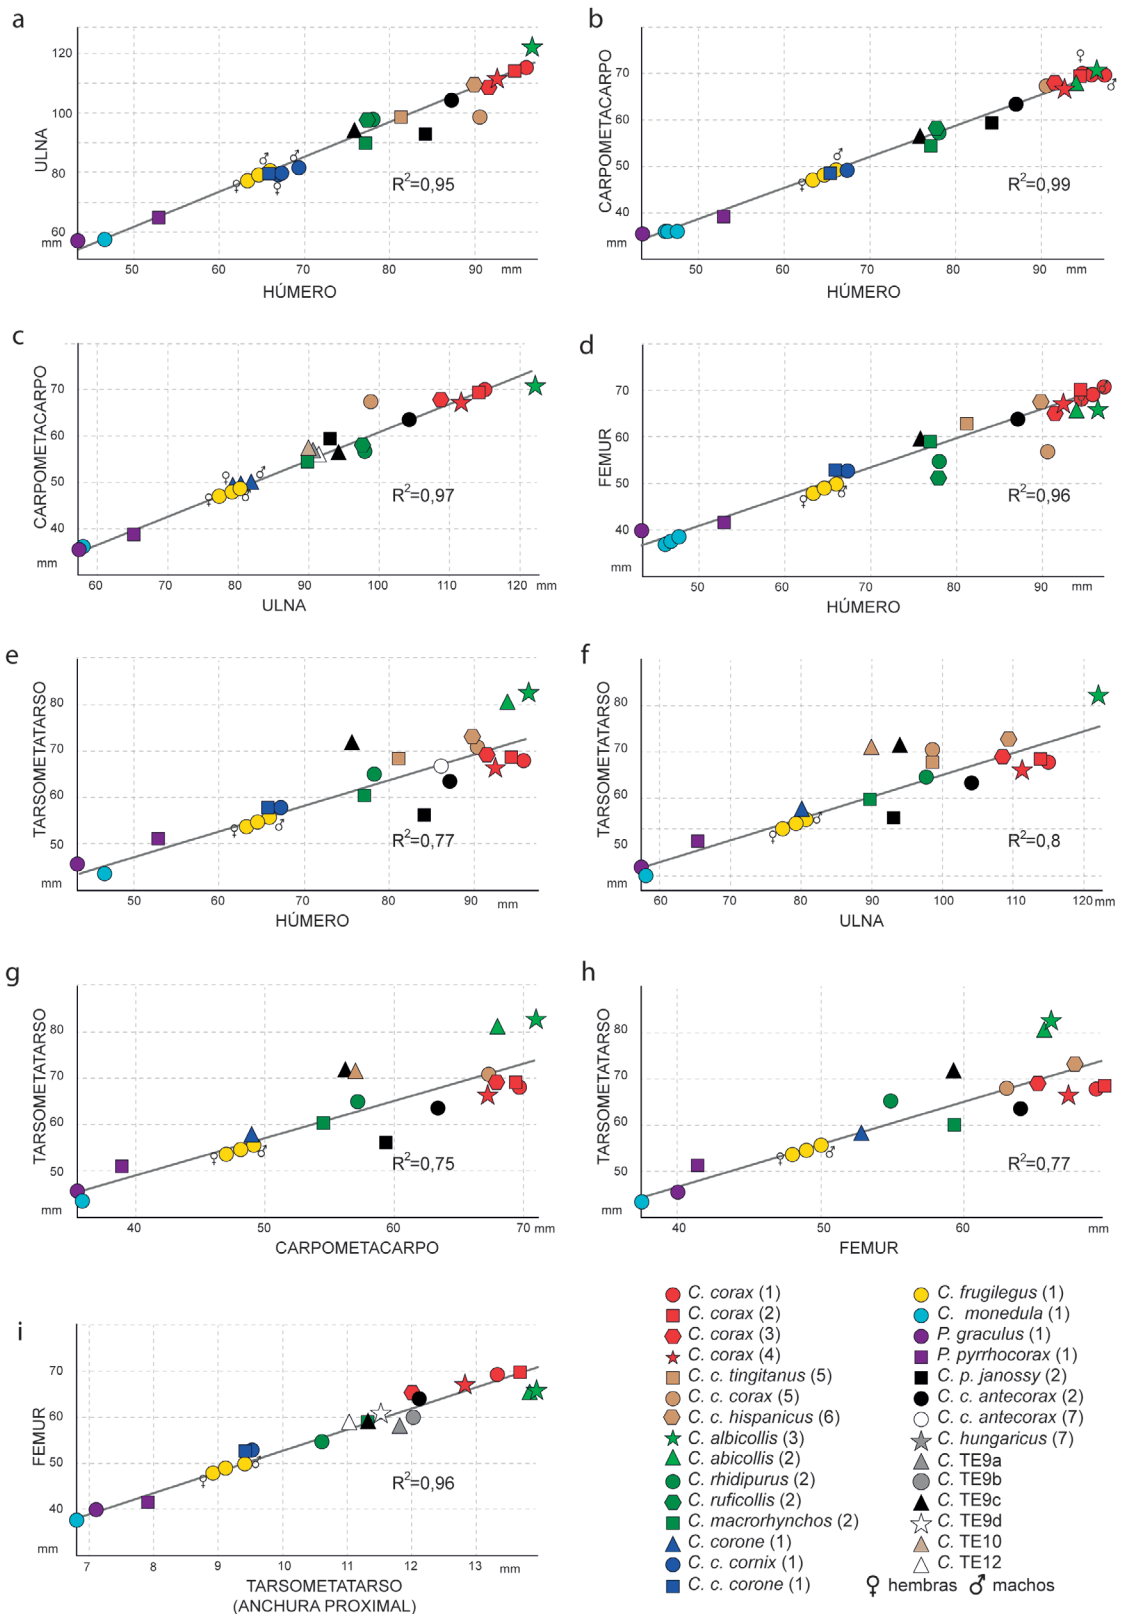 a
ULNA
120
100
80
60
mm
♀
♂
♀
♂
R²=0,95
50
60
70
80
90
mm
HÚMERO
b
CARPOMETACARPO
70
60
50
40
mm
♀
♂
♀
♂
R²=0,99
50
60
70
80
90
mm
HÚMERO
c
CARPOMETACARPO
70
60
50
40
mm
♀
♀
♂
♂
R²=0,97
60
70
80
90
100
110
120
mm
ULNA
d
FEMUR
70
60
50
40
mm
♀
♂
♂
R²=0,96
50
60
70
80
90
mm
HÚMERO
e
TARSOMETATARSO
80
70
60
50
mm
♀
♂
R²=0,77
50
60
70
80
90
mm
HÚMERO
f
TARSOMETATARSO
80
70
60
50
mm
♀
♂
R²=0,8
60
70
80
90
100
110
120
mm
ULNA
g
TARSOMETATARSO
80
70
60
50
mm
♀
♂
R²=0,75
40
50
60
70
mm
CARPOMETACARPO
h
TARSOMETATARSO
80
70
60
50
mm
♀
♂
R²=0,77
40
50
60
mm
FEMUR
i
FEMUR
70
60
50
40
mm
♀
♂
R²=0,96
7
8
9
10
11
12
13
mm
TARSOMETATARSO
(ANCHURA PROXIMAL)
C. corax (1)
C. corax (2)
C. corax (3)
C. corax (4)
C. c. tingitanus (5)
C. c. corax (5)
C. c. hispanicus (6)
C. albicollis (3)
C. abicollis (2)
C. rhidipurus (2)
C. ruficollis (2)
C. macrorhynchos (2)
C. corone (1)
C. c. cornix (1)
C. c. corone (1)
C. frugilegus (1)
C. monedula (1)
P. graculus (1)
P. pyrrhocorax (1)
C. p. janossy (2)
C. c. antecorax (2)
C. c. antecorax (7)
C. hungaricus (7)
C. TE9a
C. TE9b
C. TE9c
C. TE9d
C. TE10
C. TE12
♀ hembras ♂ machos